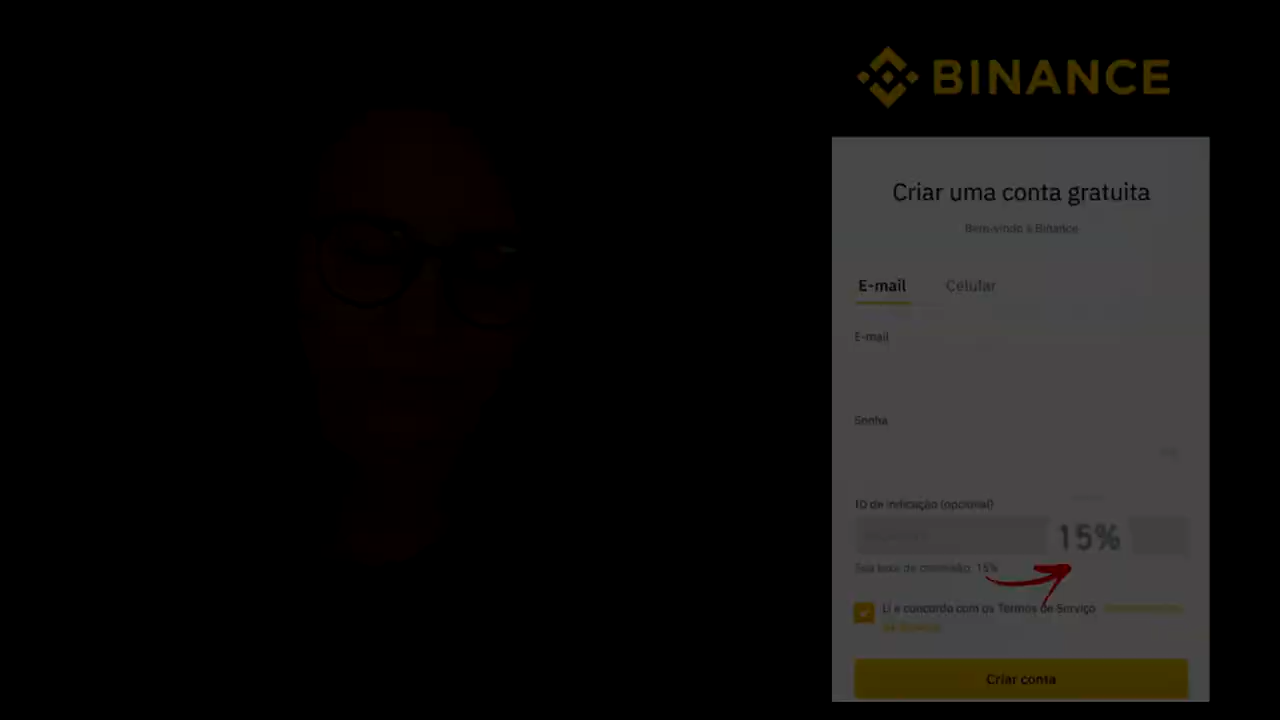 BINANCE
Criar uma conta gratuita
Bem-vindo à Binance
E-mail Celular
E-mail
Senha
ID de indicação (opcional)
15%
Sua taxa de comissão: 15%
Li e concordo com os Termos de Serviço
Criar conta